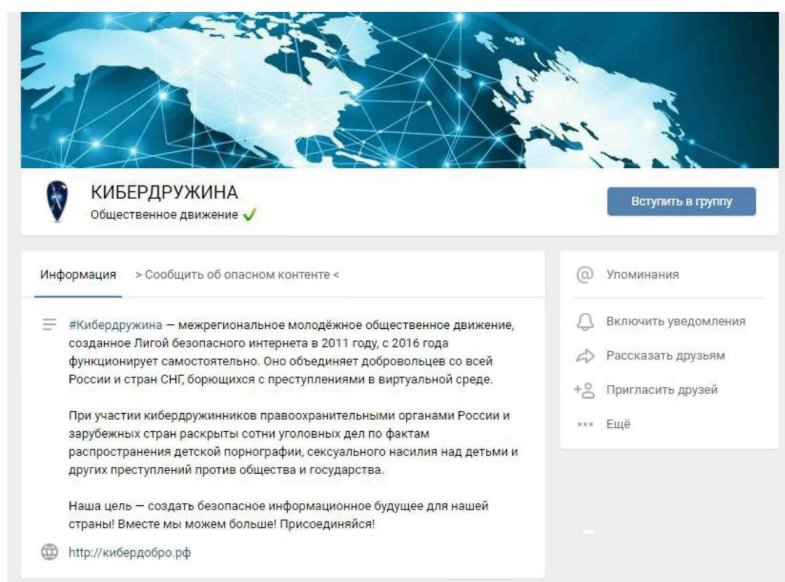 КИБЕРДРУЖИНА
Общественное движение
Вступить в группу
Информация
> Сообщить об опасном контенте <
#Кибердружина — межрегиональное молодёжное общественное движение,
созданное Лигой безопасного интернета в 2011 году, с 2016 года
функционирует самостоятельно. Оно объединяет добровольцев со всей
России и стран СНГ, борющихся с преступлениями в виртуальной среде.
При участии кибердружинников правоохранительными органами России и
зарубежных стран раскрыты сотни уголовных дел по фактам
распространения детской порнографии, сексуального насилия над детьми и
других преступлений против общества и государства.
Наша цель — создать безопасное информационное будущее для нашей
страны! Вместе мы можем больше! Присоединяйся!
http://кибердобро.рф
Упоминания
Включить уведомления
Рассказать друзьям
Пригласить друзей
Ещё